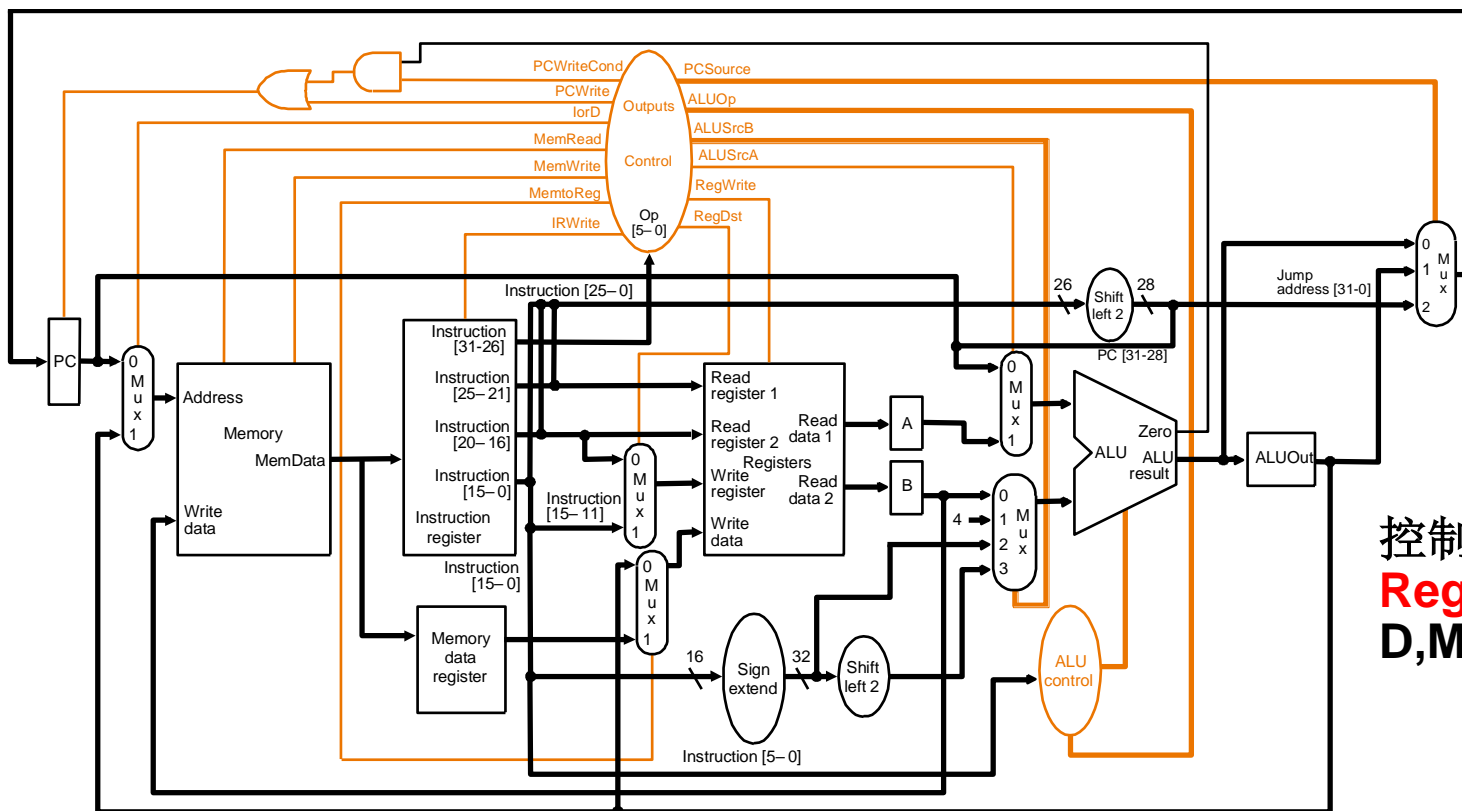 PCWriteCond
PCSource
PCWrite
Outputs
ALUOp
IorD
ALUSrcB
MemRead
Control
ALUSrcA
MemWrite
RegWrite
MemtoReg
Op
[5–0]
RegDst
IRWrite
Instruction [25–0]
26
Shift
left 2
28
Jump
address [31-0]
0
1
2
M
u
x
PC [31-28]
PC
0
M
u
x
1
Address
Memory
MemData
Write
data
Instruction
[31-26]
Instruction
[25–21]
Instruction
[20–16]
Instruction
[15–0]
Instruction
register
Instruction
[15–11]
0
M
u
x
1
Instruction
[15–0]
0
M
u
x
1
Memory
data
register
Read
register 1
Read
register 2
Registers
Write
register
Write
data
Read
data 1
Read
data 2
A
B
0
M
u
x
1
4
0
1
2
3
M
u
x
Zero
ALU
ALU
result
ALUOut
16
Sign
extend
32
Shift
left 2
ALU
control
Instruction [5–0]
控制
Reg
D,M